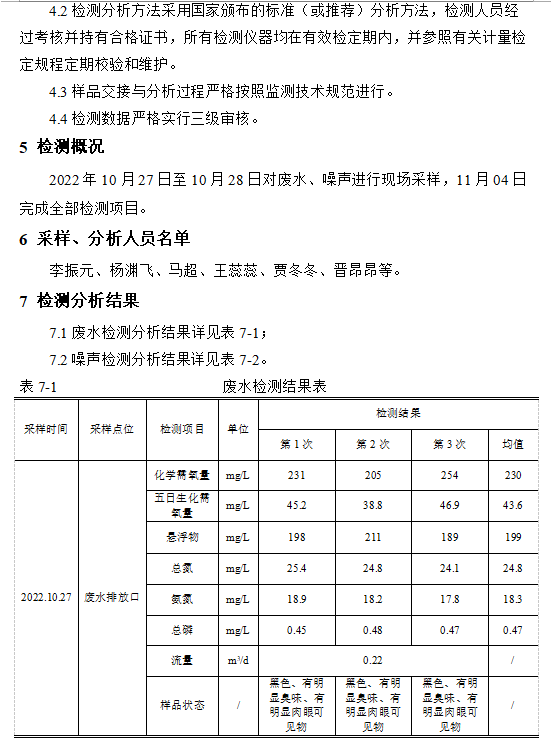 4.2 检测分析方法采用国家颁布的标准（或推荐）分析方法，检测人员经
过考核并持有合格证书，所有检测仪器均在有效检定期内，并参照有关计量检
定规程定期校验和维护。
4.3 样品交接与分析过程严格按照监测技术规范进行。
4.4 检测数据严格实行三级审核。
5 检测概况
2022 年 10 月 27 日至 10 月 28 日对废水、噪声进行现场采样，11 月 04 日
完成全部检测项目。
6 采样、分析人员名单
李振元、杨渊飞、马超、王蕊蕊、贾冬冬、晋昂昂等。
7 检测分析结果
7.1 废水检测分析结果详见表 7-1；
7.2 噪声检测分析结果详见表 7-2。
表 7-1 废水检测结果表
采样时间 采样点位 检测项目 单位 检测结果
第 1 次 第 2 次 第 3 次 均值
2022.10.27 废水排放口
化学需氧量 mg/L 231 205 254 230
五日生化需
氧量 mg/L 45.2 38.8 46.9 43.6
悬浮物 mg/L 198 211 189 199
总氮 mg/L 25.4 24.8 24.1 24.8
氨氮 mg/L 18.9 18.2 17.8 18.3
总磷 mg/L 0.45 0.48 0.47 0.47
流量 m³/d 0.22 /
样品状态 / 黑色、有明 黑色、有明 黑色、有明 /
显臭味、有 显臭味、有 显臭味、有
明显肉眼可 明显肉眼可 明显肉眼可
见物 见物 见物